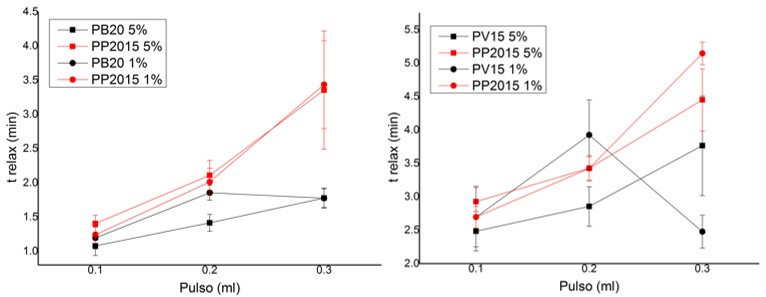 4.5
4.0
3.5
3.0
2.5
2.0
1.5
1.0
t relax (min)
PB20 5%
PP2015 5%
PB20 1%
PP2015 1%
0.1 0.2 0.3
Pulso (ml)
5.5
5.0
4.5
4.0
3.5
3.0
2.5
2.0
t relax (min)
PV15 5%
PP2015 5%
PV15 1%
PP2015 1%
0.1 0.2 0.3
Pulso (ml)